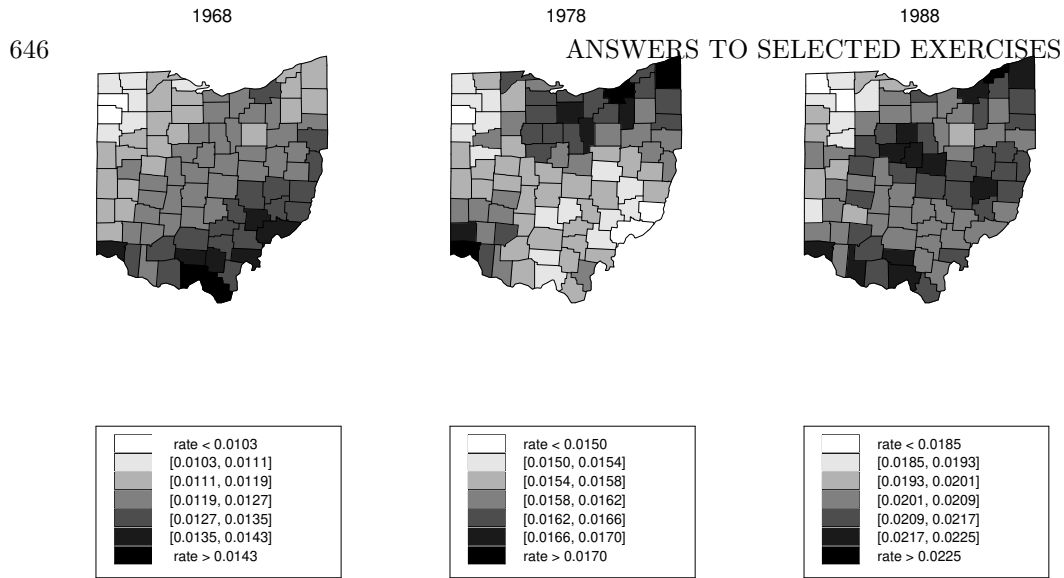 1968 1978 1988
646 ANSWERS TO SELECTED EXERCISES
rate < 0.0103
[0.0103, 0.0111]
[0.0111, 0.0119]
[0.0119, 0.0127]
[0.0127, 0.0135]
[0.0135, 0.0143]
rate > 0.0143
rate < 0.0150
[0.0150, 0.0154]
[0.0154, 0.0158]
[0.0158, 0.0162]
[0.0162, 0.0166]
[0.0166, 0.0170]
rate > 0.0170
rate < 0.0185
[0.0185, 0.0193]
[0.0193, 0.0201]
[0.0201, 0.0209]
[0.0209, 0.0217]
[0.0217, 0.0225]
rate > 0.0225